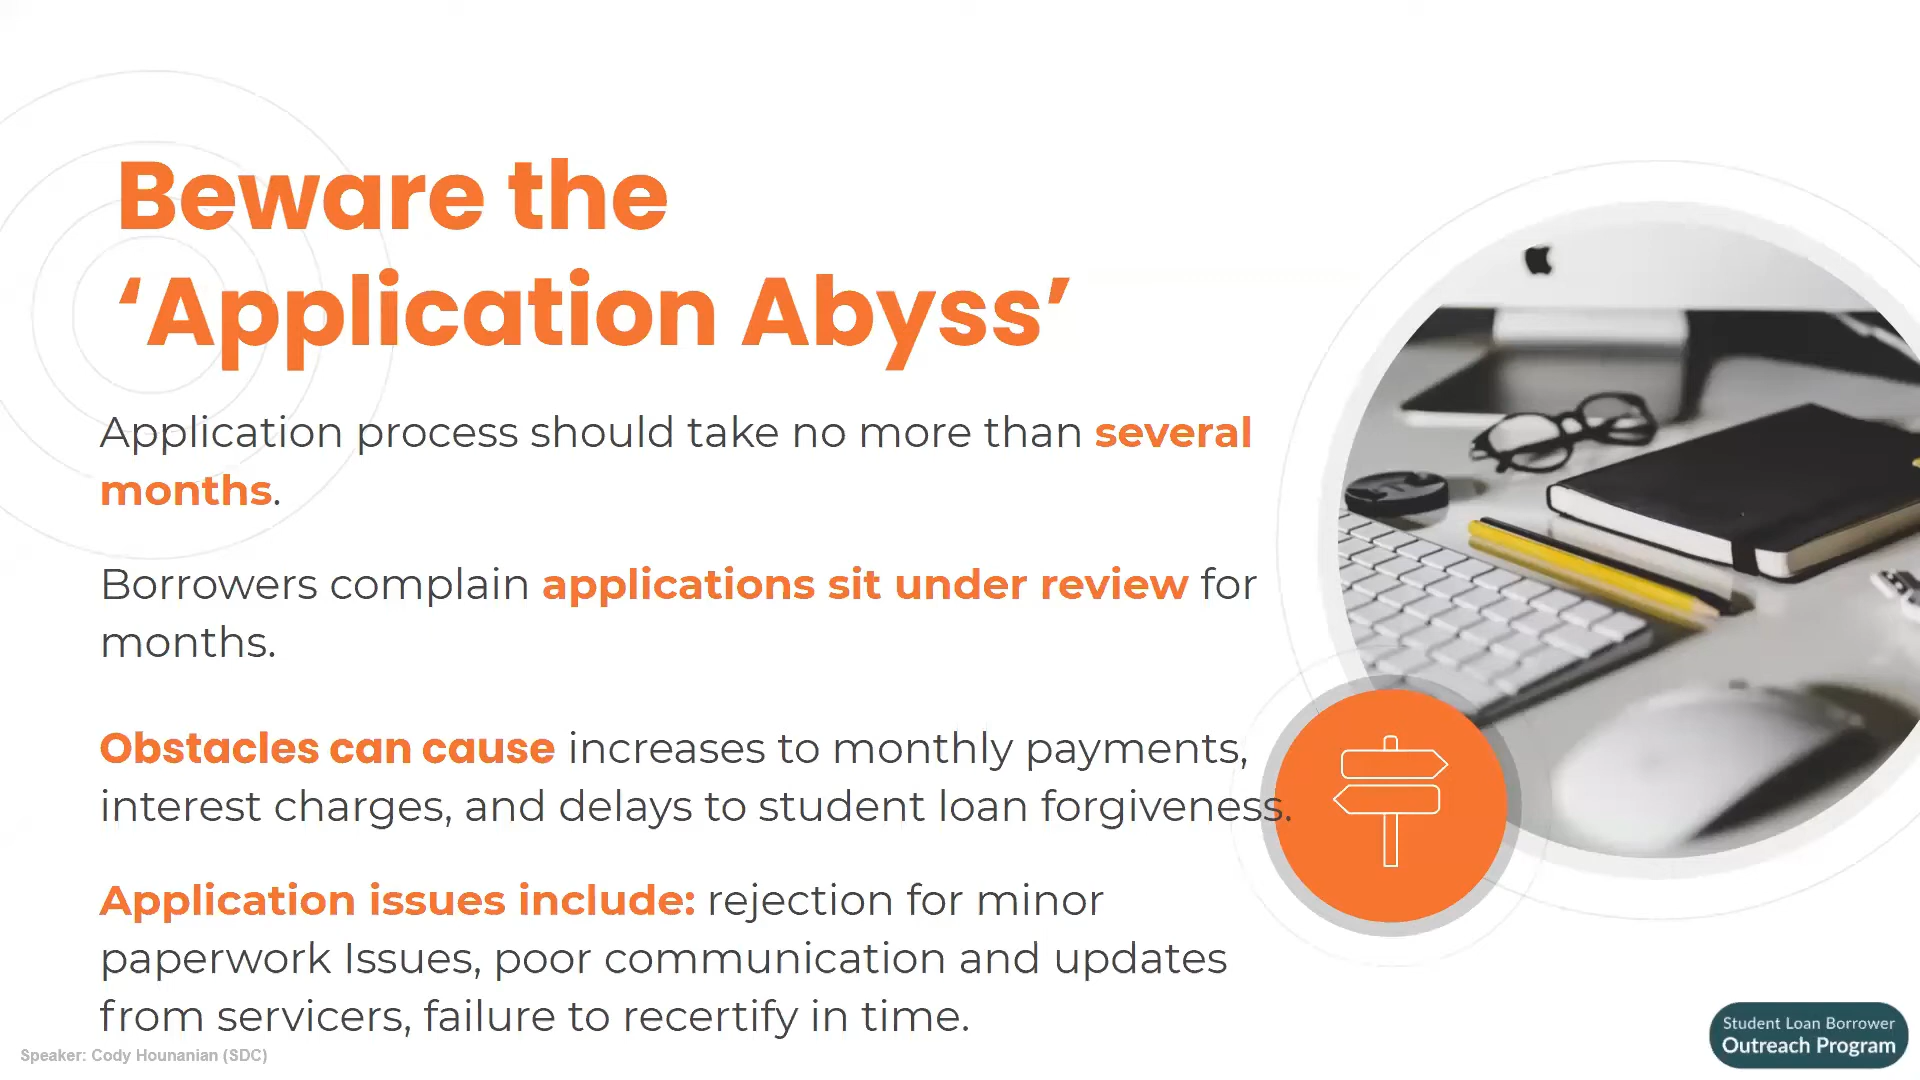 Beware the
‘Application Abyss’
Application process should take no more than several
months.
Borrowers complain applications sit under review for
months.
Obstacles can cause increases to monthly payments,
interest charges, and delays to student loan forgiveness.
Application issues include: rejection for minor
paperwork Issues, poor communication and updates
from servicers, failure to recertify in time.
Speaker: Cody Hounanian (SDC)
Student Loan Borrower
Outreach Program